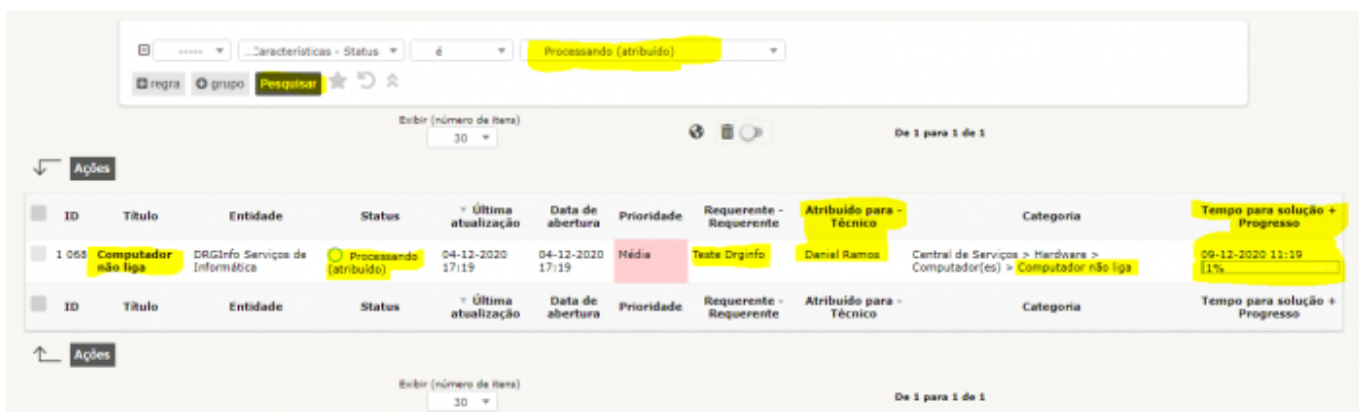 ----- ...Características - Status é Processando (atribuído)
regra grupo Pesquisar
Exibir (número de itens)
30 De 1 para 1 de 1
Ações
ID Título Entidade Status Última atualização Data de abertura Prioridade Requerente - Requerente Atribuído para - Técnico Categoria Tempo para solução + Progresso
1 068 Computador não liga DRGInfo Serviços de Informática Processando (atribuído) 04-12-2020 17:19 04-12-2020 17:19 Média Teste Drginfo Daniel Ramos Central de Serviços > Hardware > Computador(es) > Computador não liga 09-12-2020 11:19 1%
ID Título Entidade Status Última atualização Data de abertura Prioridade Requerente - Requerente Atribuído para - Técnico Categoria Tempo para solução + Progresso
Ações
Exibir (número de itens)
30 De 1 para 1 de 1